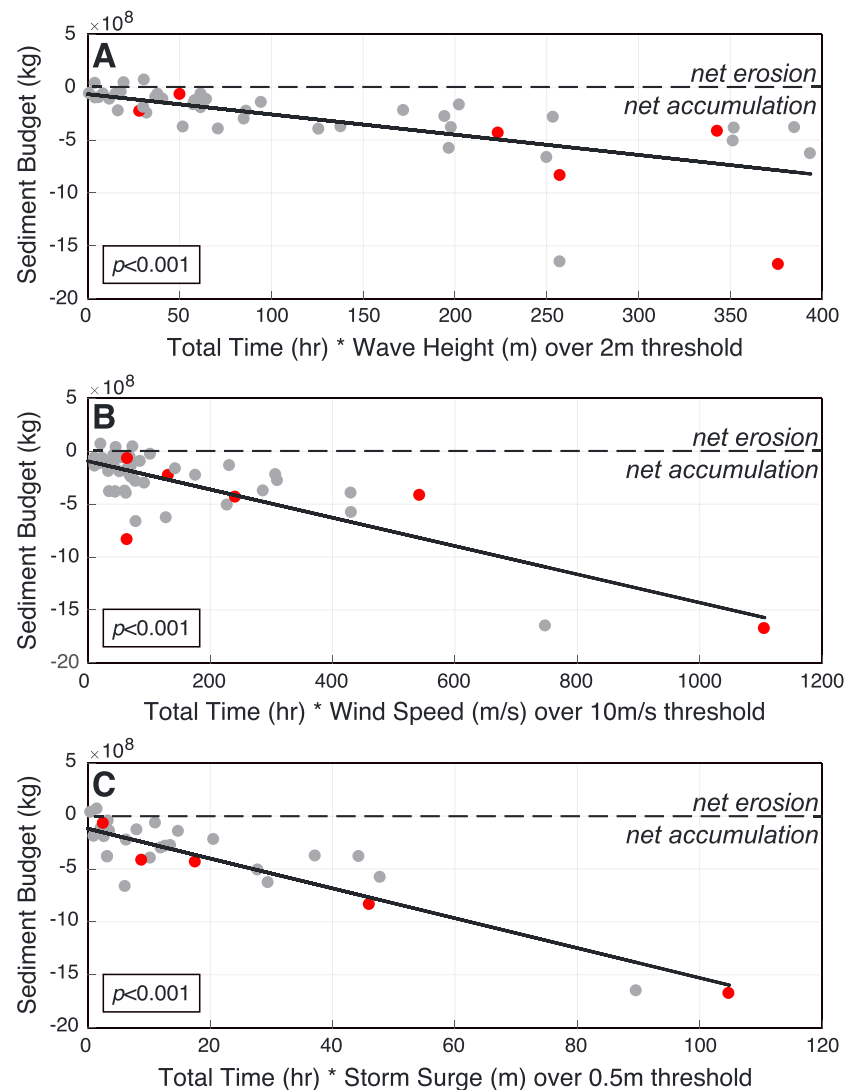 ×10⁸
5
A
net erosion
0
net accumulation
-5
-10
-15
p<0.001
-20
0 50 100 150 200 250 300 350 400
Sediment Budget (kg)
Total Time (hr) * Wave Height (m) over 2m threshold
×10⁸
5
B
net erosion
0
net accumulation
-5
-10
-15
p<0.001
-20
0 200 400 600 800 1000 1200
Sediment Budget (kg)
Total Time (hr) * Wind Speed (m/s) over 10m/s threshold
×10⁸
5
C
net erosion
0
net accumulation
-5
-10
-15
p<0.001
-20
0 20 40 60 80 100 120
Sediment Budget (kg)
Total Time (hr) * Storm Surge (m) over 0.5m threshold